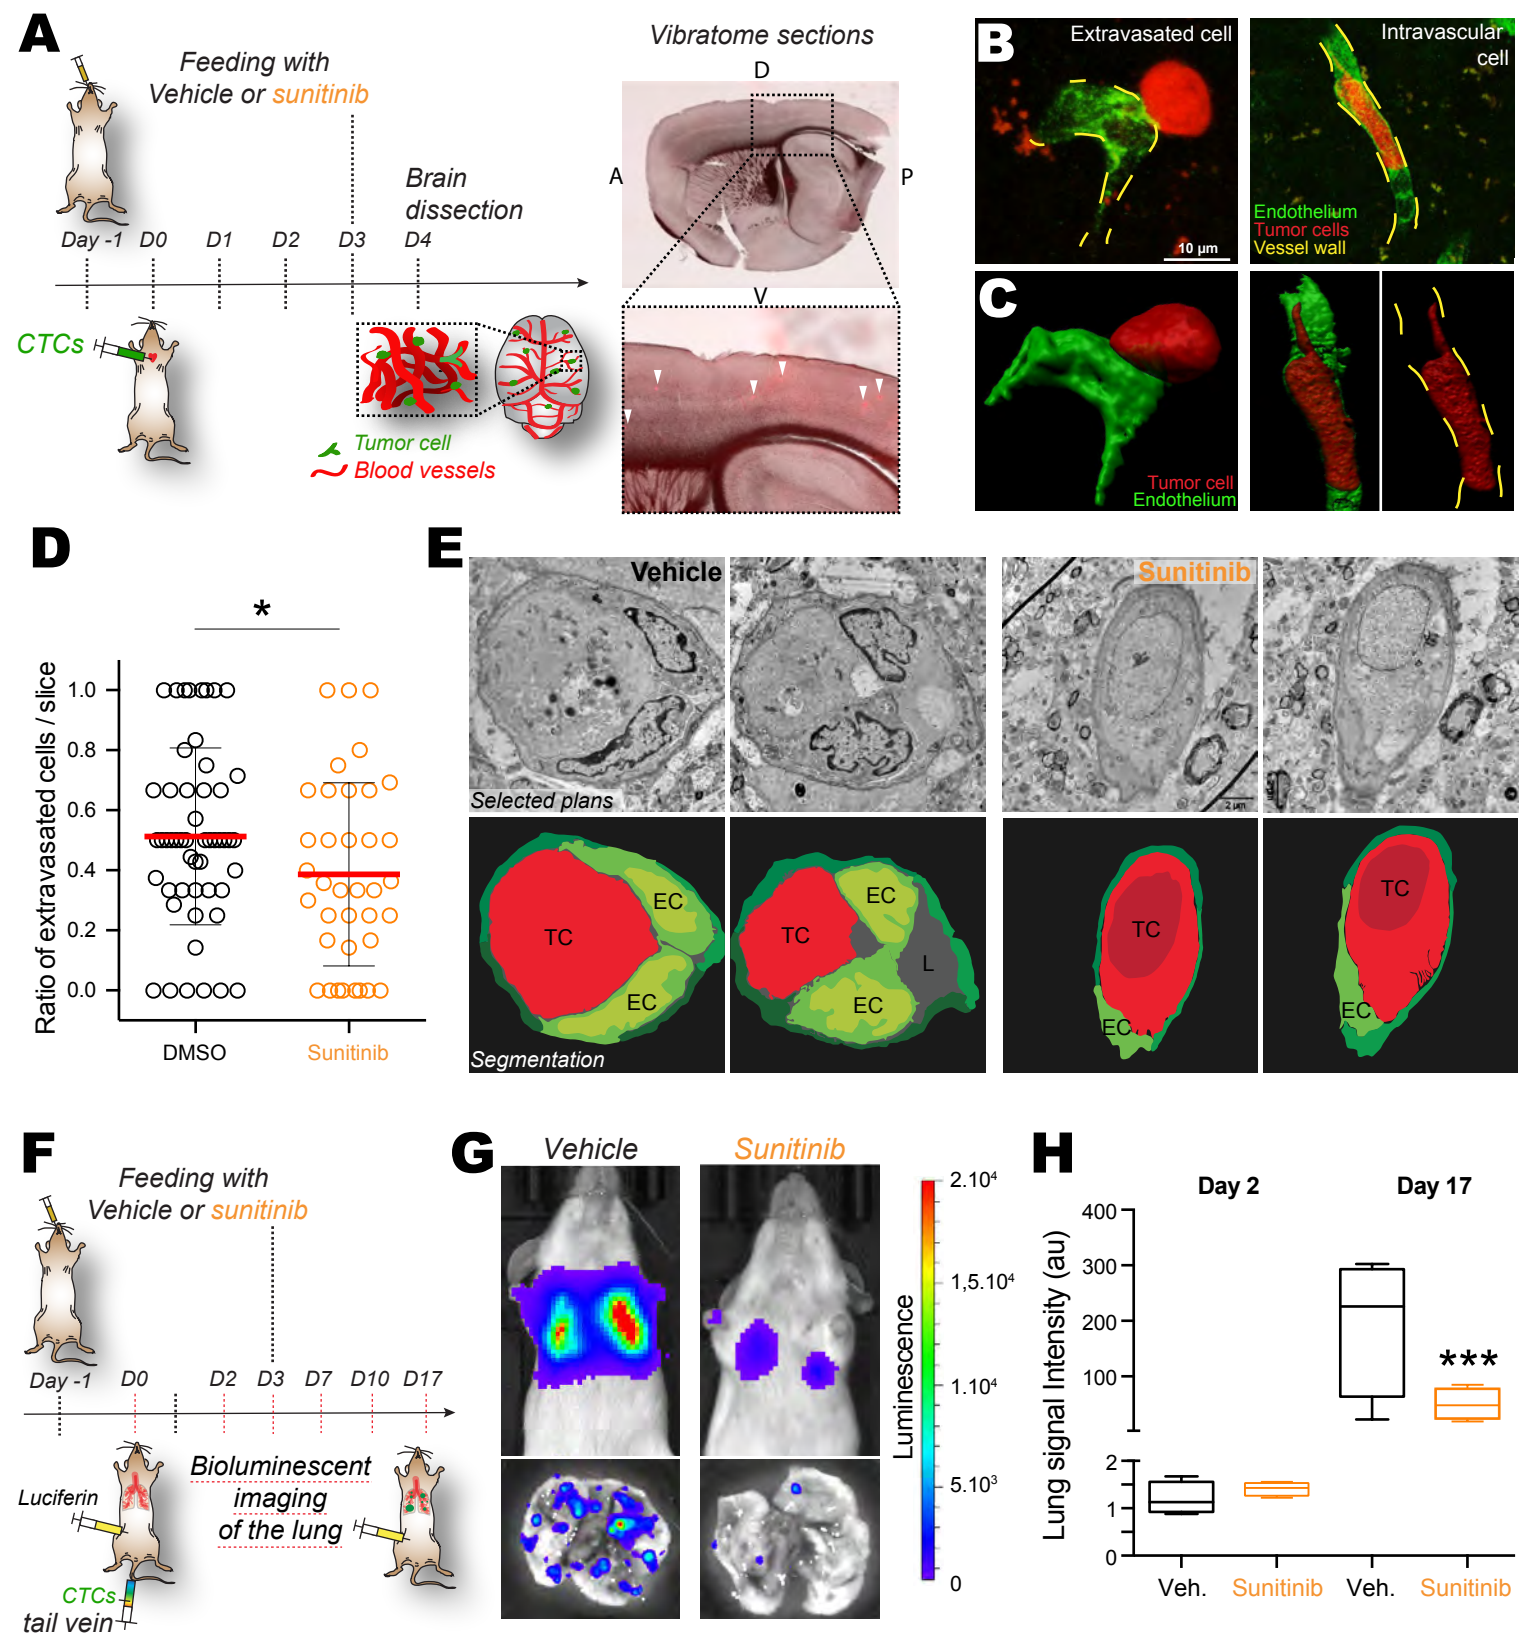 A
Feeding with
Vehicle or sunitinib
Brain
dissection
Day -1 D0 D1 D2 D3 D4
CTCs
Tumor cell
Blood vessels
Vibratome sections
D
A
P
V
B
Extravasated cell
10 µm
Intravascular
cell
Endothelium
Tumor cells
Vessel wall
C
Tumor cell
Endothelium
D
*
Ratio of extravasated cells / slice
1.0
0.8
0.6
0.4
0.2
0.0
DMSO
Sunitinib
E
Vehicle
Sunitinib
Selected plans
2 µm
TC
EC
EC
TC
EC
L
EC
TC
EC
TC
EC
Segmentation
F
Feeding with
Vehicle or sunitinib
Day -1 D0 D2 D3 D7 D10 D17
Luciferin
Bioluminescent
imaging
of the lung
CTCs
tail vein
G
Vehicle
Sunitinib
Luminescence
2.10⁴
1,5.10⁴
1.10⁴
5.10³
0
H
Day 2
Day 17
Lung signal Intensity (au)
400
300
200
100
2
1
0
***
Veh.
Sunitinib
Veh.
Sunitinib